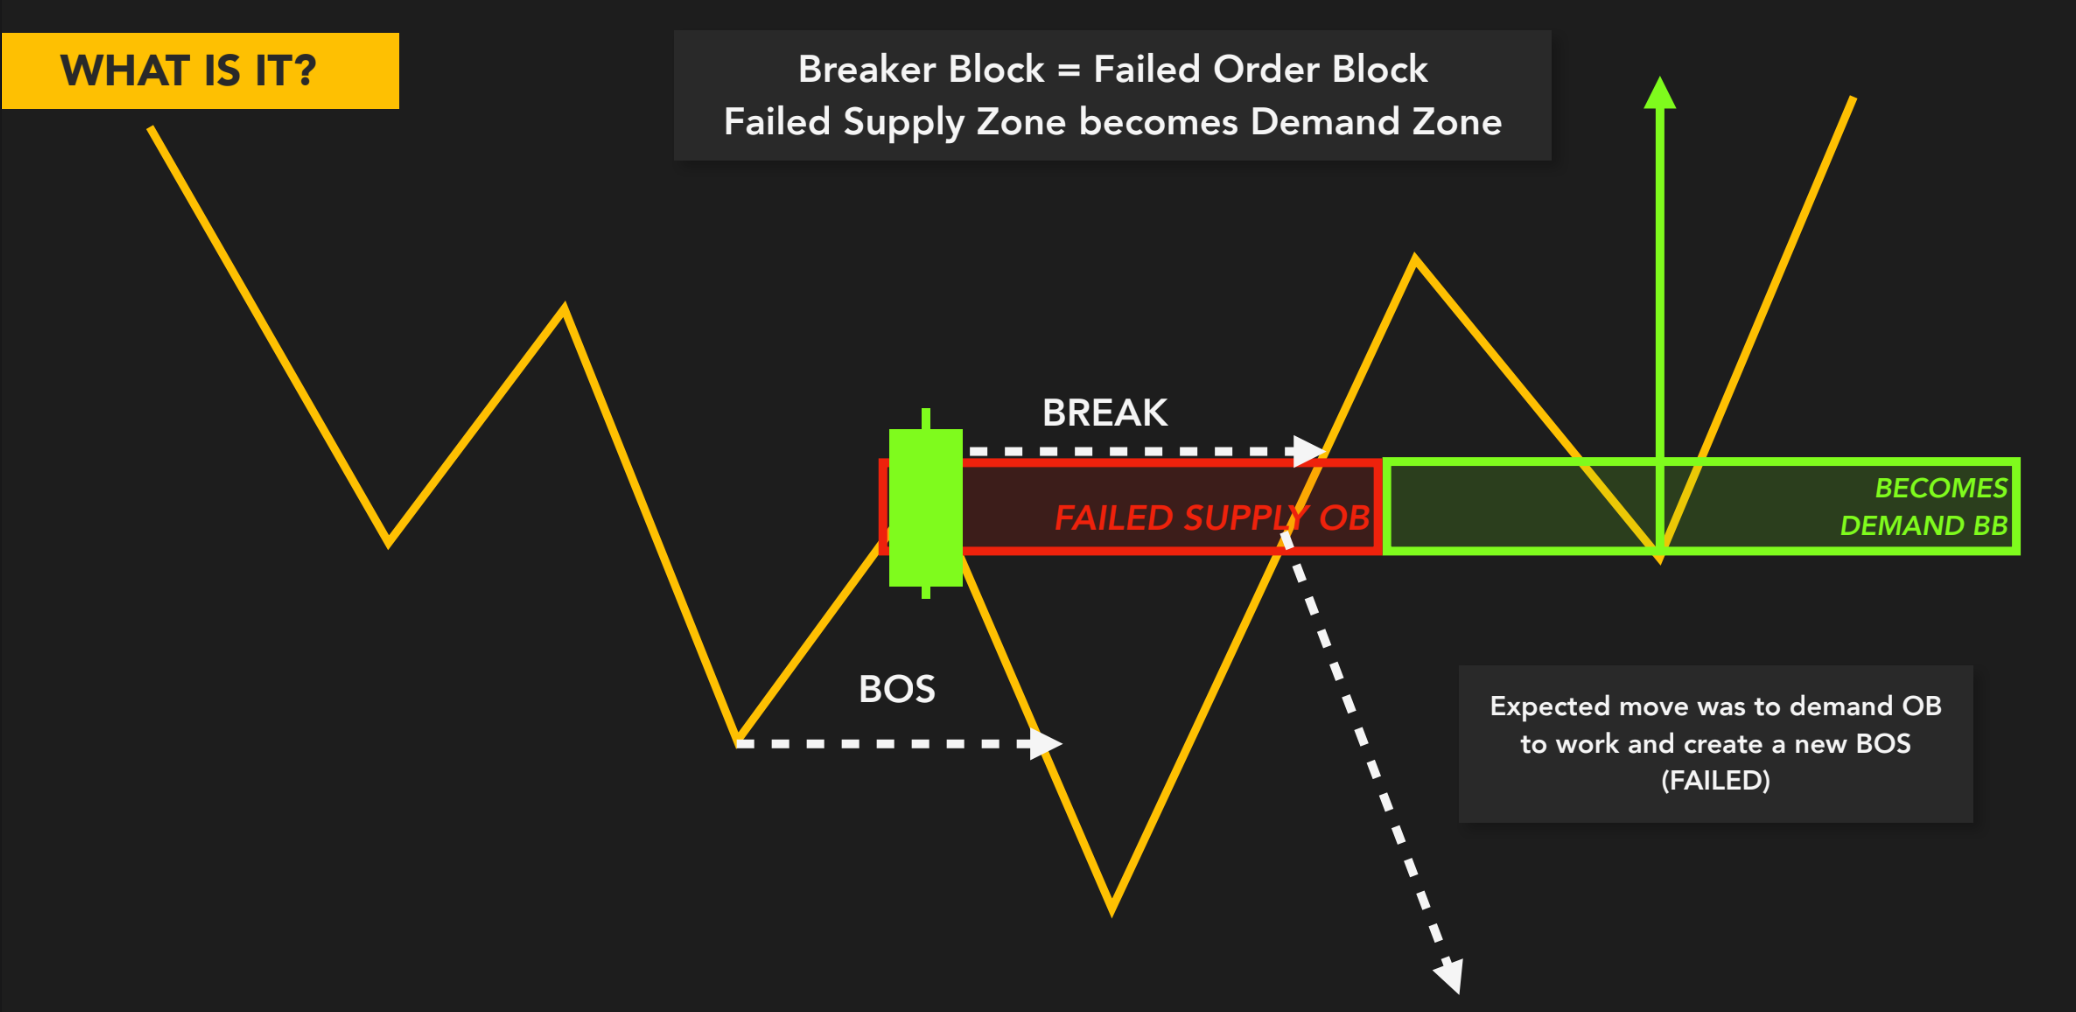 WHAT IS IT?
Breaker Block = Failed Order Block
Failed Supply Zone becomes Demand Zone
BREAK
FAILED SUPPLY OB
BECOMES
DEMAND BB
BOS
Expected move was to demand OB
to work and create a new BOS
(FAILED)